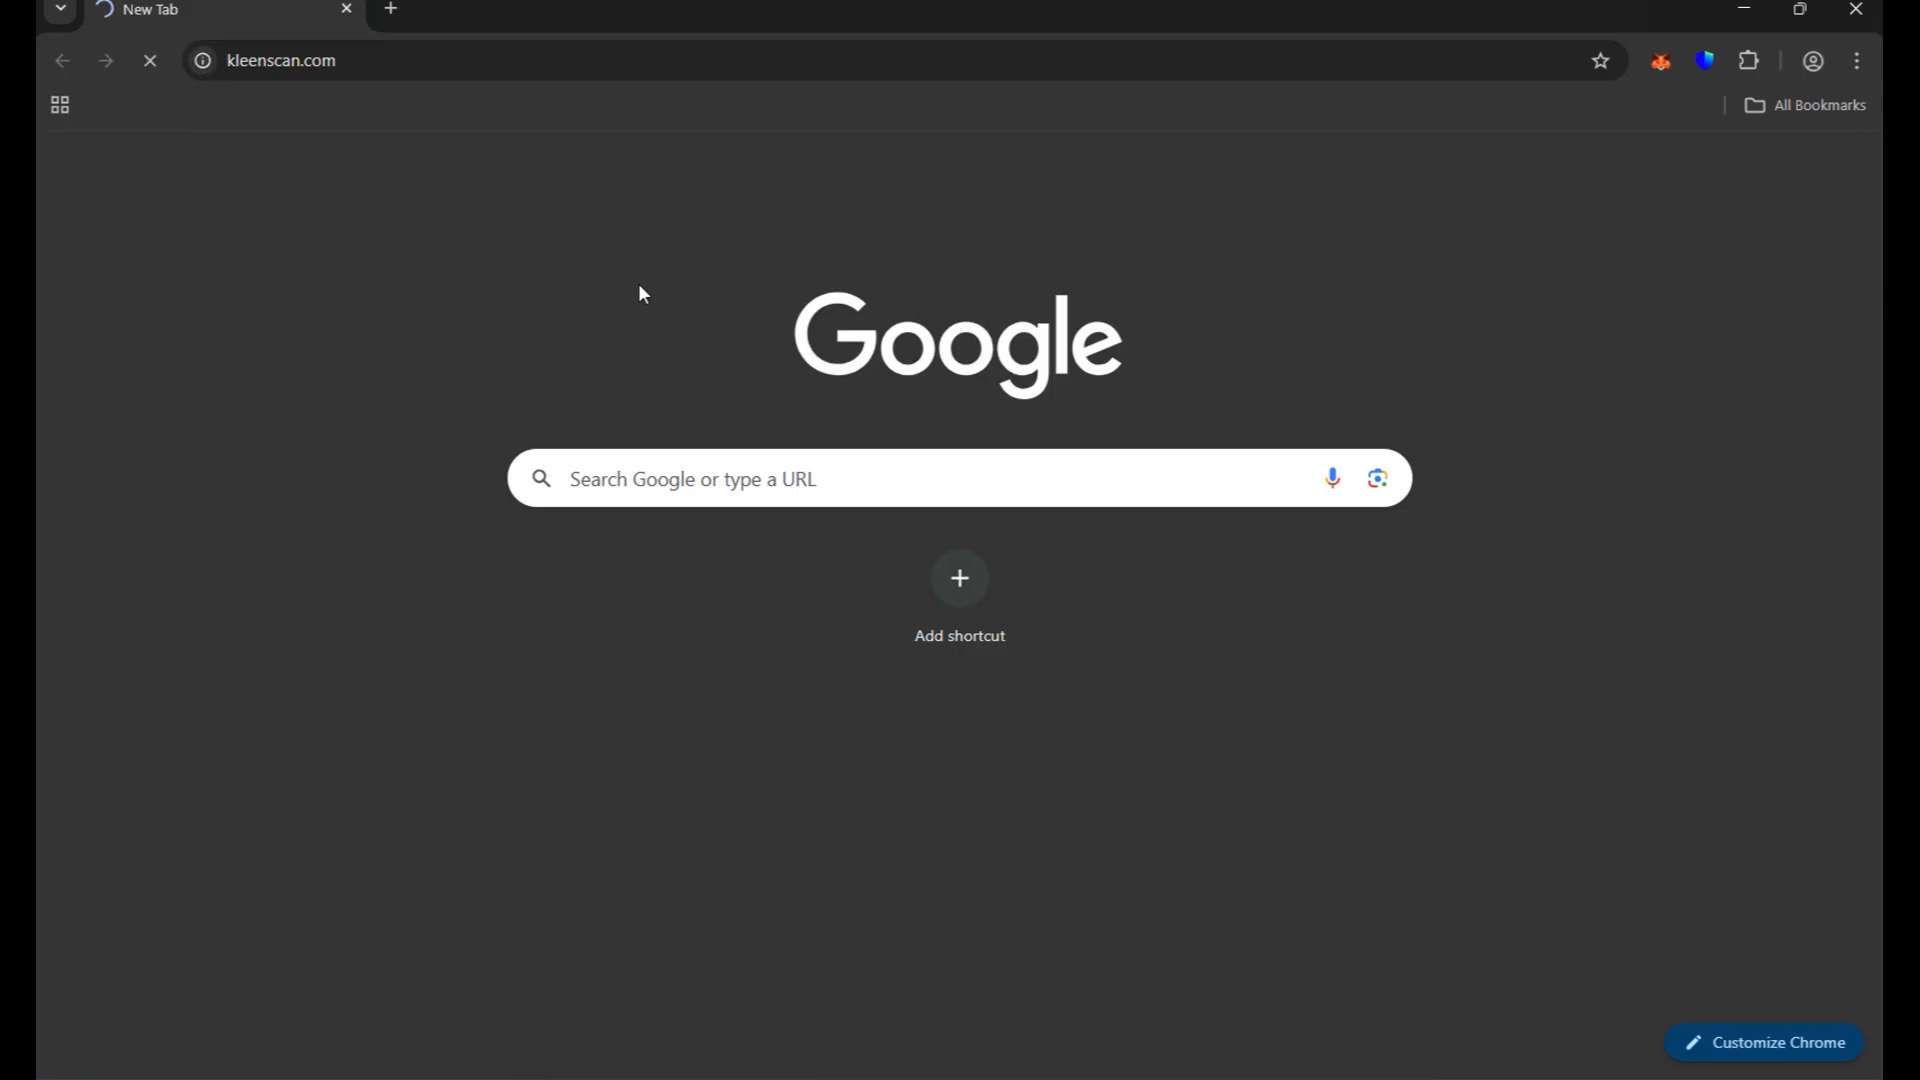 New Tab
kleenscan.com
All Bookmarks
Google
Search Google or type a URL
Add shortcut
Customize Chrome